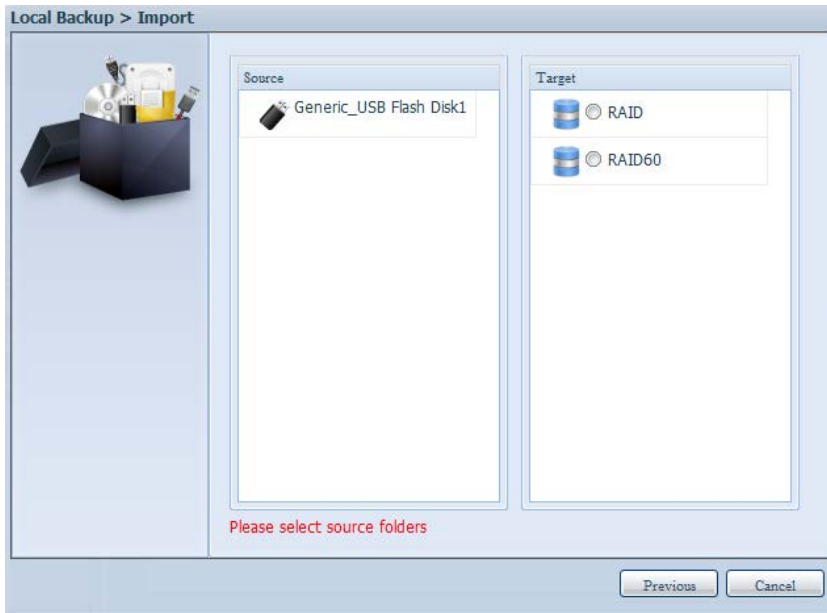 Local Backup > Import
Source
Generic_USB Flash Disk1
Target
RAID
RAID60
Please select source folders
Previous
Cancel